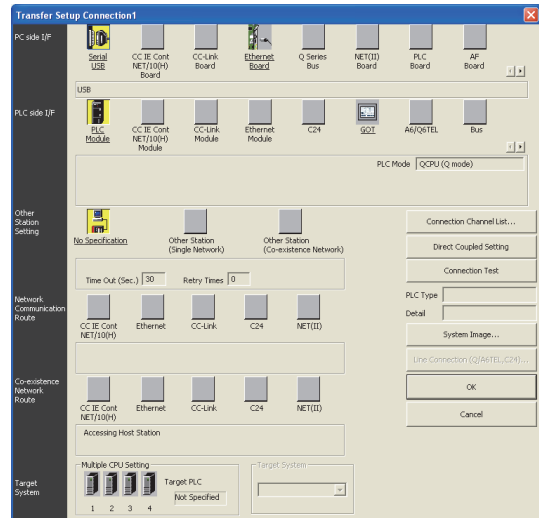 Transfer Setup Connection1
PC side I/F
Serial USB
CC IE Cont NET/10(H) Board
CC-Link Board
Ethernet Board
Q Series Bus
NET(II) Board
PLC Board
AF Board
USB
PLC side I/F
PLC Module
CC IE Cont NET/10(H) Module
CC-Link Module
Ethernet Module
C24
GOT
A6/Q6TEL
Bus
PLC Mode QCPU (Q mode)
Other Station Setting
No Specification
Other Station (Single Network)
Other Station (Co-existence Network)
Time Out (Sec.) 30 Retry Times 0
Connection Channel List...
Direct Coupled Setting
Connection Test
PLC Type
Detail
System Image...
Line Connection (Q/A6TEL,C24)...
OK
Cancel
Network Communication Route
CC IE Cont NET/10(H)
Ethernet
CC-Link
C24
NET(II)
Co-existence Network Route
CC IE Cont NET/10(H)
Ethernet
CC-Link
C24
NET(II)
Accessing Host Station
Target System
Multiple CPU Setting
1 2 3 4
Target PLC
Not Specified
Target System